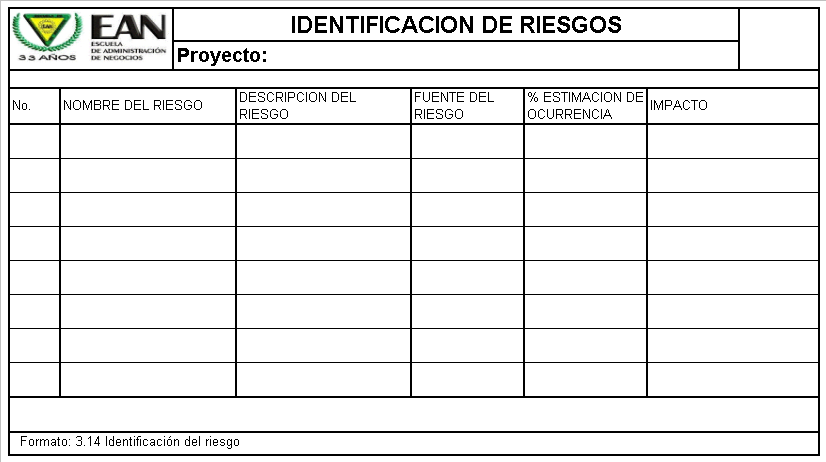 EAN
33 AÑOS
ESCUELA
DE ADMINISTRACIÓN
DE NEGOCIOS
IDENTIFICACION DE RIESGOS
Proyecto:
No.
NOMBRE DEL RIESGO
DESCRIPCION DEL
RIESGO
FUENTE DEL
RIESGO
% ESTIMACION DE
OCURRENCIA
IMPACTO
Formato: 3.14 Identificación del riesgo